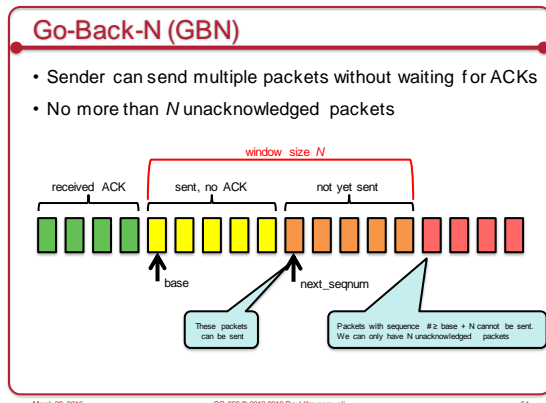 Go-Back-N (GBN)
• Sender can send multiple packets without waiting for ACKs
• No more than N unacknowledged packets
window size N
received ACK
sent, no ACK
not yet sent
base
next_seqnum
These packets
can be sent
Packets with sequence # ≥ base + N cannot be sent.
We can only have N unacknowledged packets